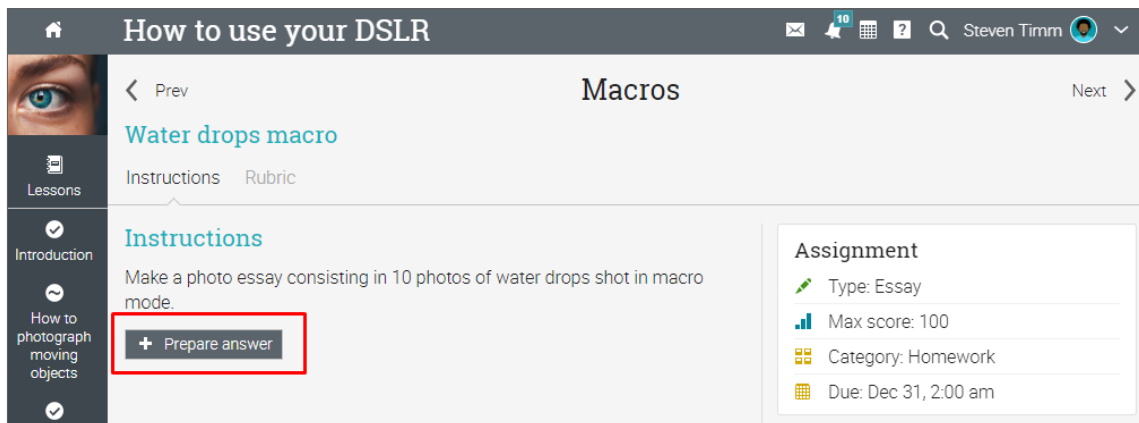 How to use your DSLR
10
?
Steven Timm
Prev
Macros
Next
Water drops macro
Instructions Rubric
Lessons
Introduction
How to
photograph
moving
objects
Instructions
Make a photo essay consisting in 10 photos of water drops shot in macro
mode.
+ Prepare answer
Assignment
Type: Essay
Max score: 100
Category: Homework
Due: Dec 31, 2:00 am